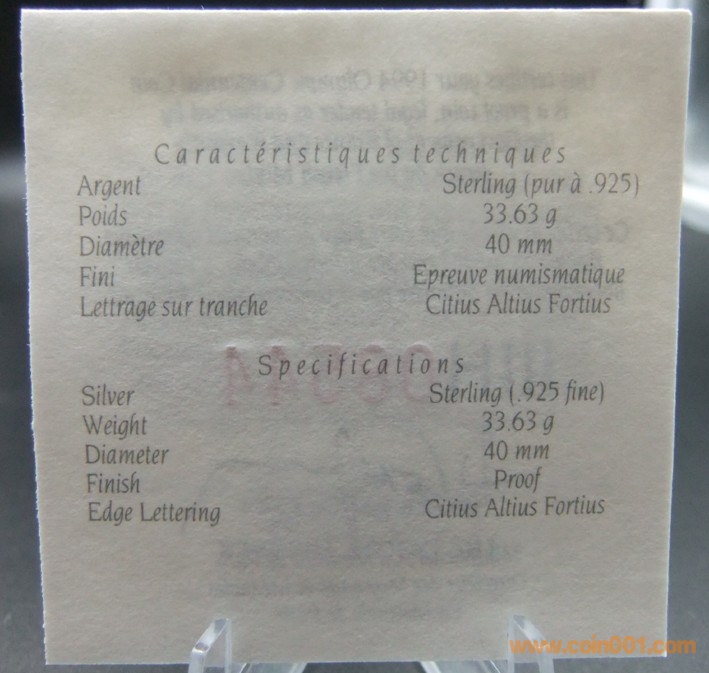 Caractéristiques techniques
Argent Sterling (pur à .925)
Poids 33.63 g
Diamètre 40 mm
Fini Epreuve numismatique
Lettrage sur tranche Citius Altius Fortius
Specifications
Silver Sterling (.925 fine)
Weight 33.63 g
Diameter 40 mm
Finish Proof
Edge Lettering Citius Altius Fortius
www.coin001.com